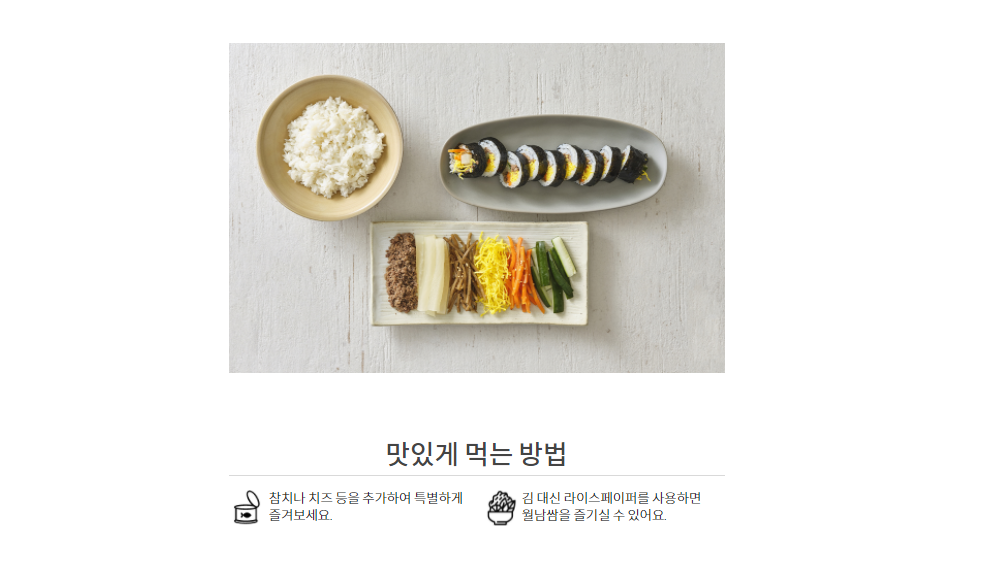 맛있게 먹는 방법
참치나 치즈 등을 추가하여 특별하게
즐겨보세요.
김 대신 라이스페이퍼를 사용하면
월남쌈을 즐기실 수 있어요.